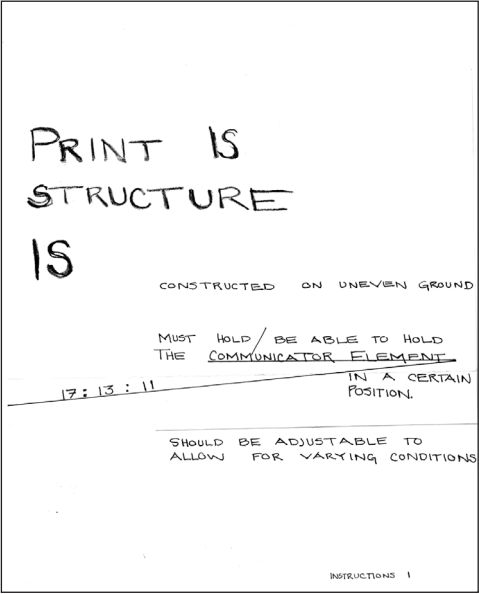 PRINT IS
STRUCTURE
IS
CONSTRUCTED ON UNEVEN GROUND
MUST HOLD/BE ABLE TO HOLD
THE COMMUNICATOR ELEMENT
IN A CERTAIN
17:13:11
POSITION.
SHOULD BE ADJUSTABLE TO
ALLOW FOR VARYING CONDITIONS
INSTRUCTIONS 1